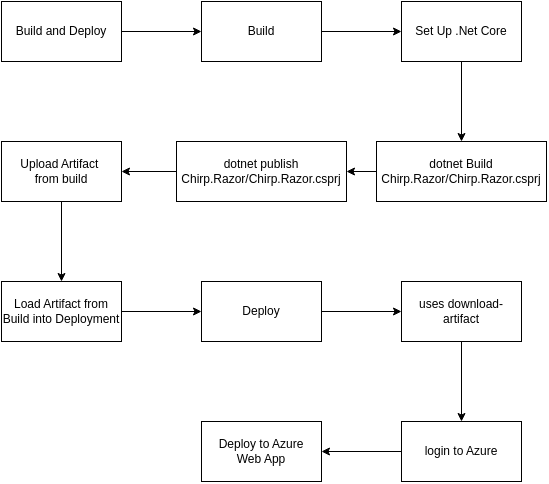 Build and Deploy
Build
Set Up .Net Core
dotnet Build
Chirp.Razor/Chirp.Razor.csprj
dotnet publish
Chirp.Razor/Chirp.Razor.csprj
Upload Artifact
from build
Load Artifact from
Build into Deployment
Deploy
uses download-
artifact
login to Azure
Deploy to Azure
Web App